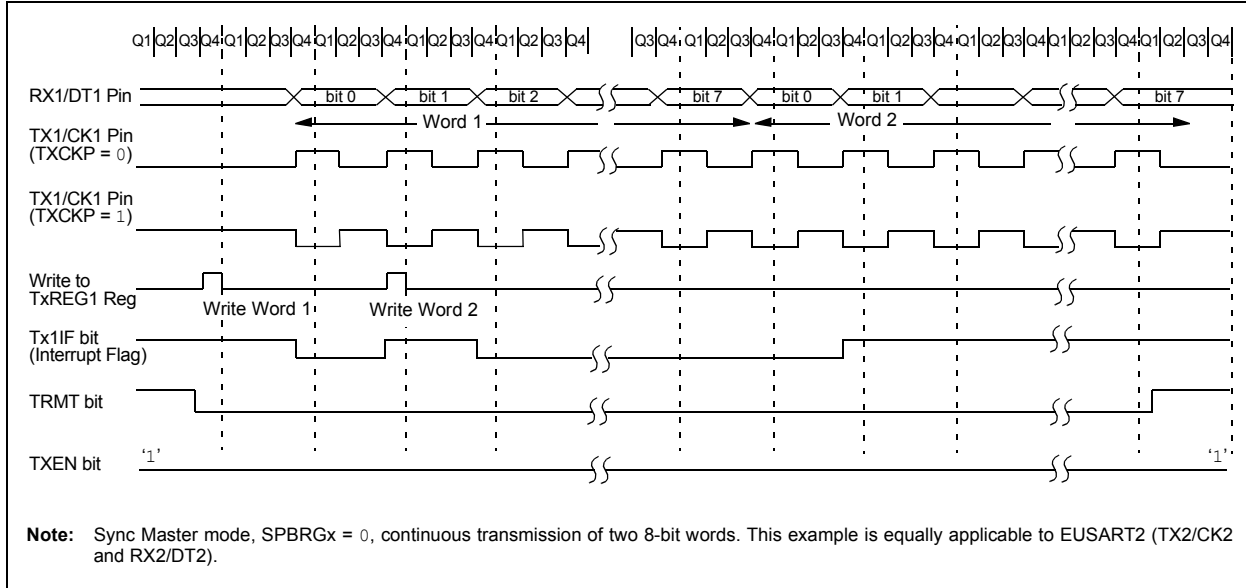 Q1 Q2 Q3 Q4 Q1 Q2 Q3 Q4 Q1 Q2 Q3 Q4 Q1 Q2 Q3 Q4 Q1 Q2 Q3 Q4 Q3 Q4 Q1 Q2 Q3 Q4 Q1 Q2 Q3 Q4 Q1 Q2 Q3 Q4 Q1 Q2 Q3 Q4 Q1 Q2 Q3 Q4 Q1 Q2 Q3 Q4
RX1/DT1 Pin bit 0 bit 1 bit 2 bit 7 bit 0 bit 1 bit 7
Word 1 Word 2
TX1/CK1 Pin
(TXCKP = 0)
TX1/CK1 Pin
(TXCKP = 1)
Write to
TxREG1 Reg
Write Word 1 Write Word 2
Tx1IF bit
(Interrupt Flag)
TRMT bit
TXEN bit ‘1’ ‘1’
Note: Sync Master mode, SPBRGx = 0, continuous transmission of two 8-bit words. This example is equally applicable to EUSART2 (TX2/CK2
and RX2/DT2).